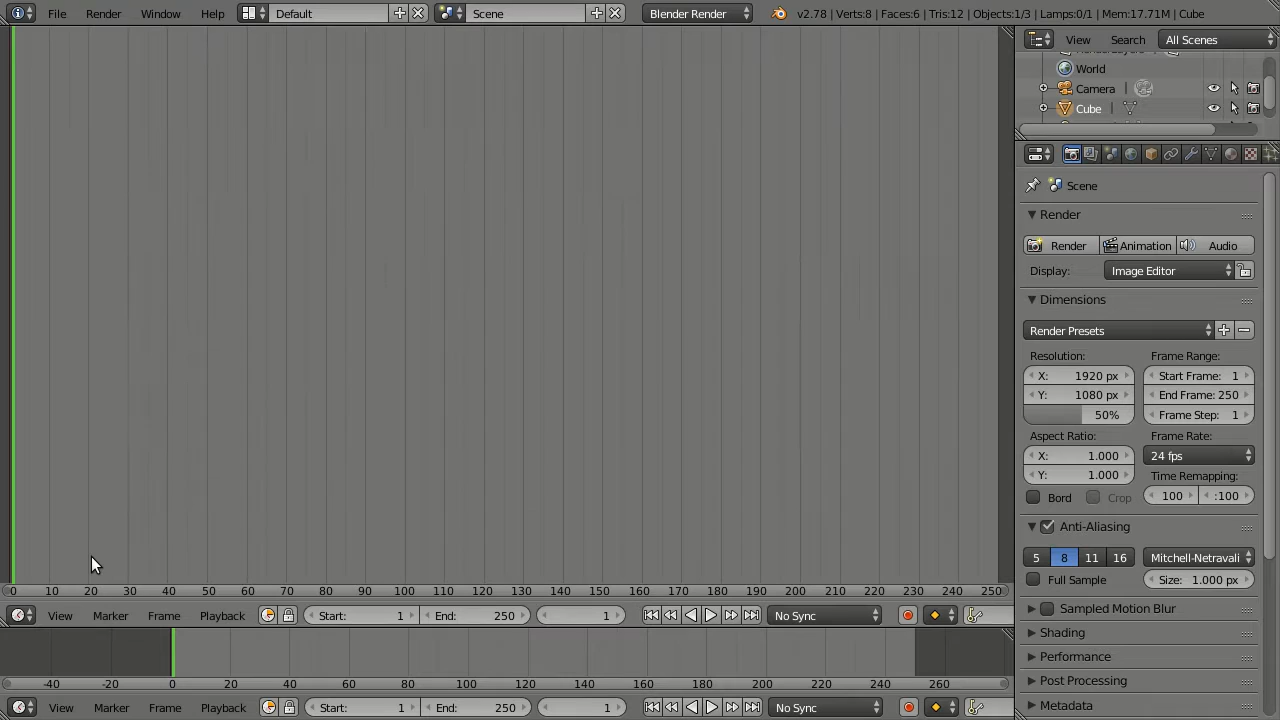 File Render Window Help Default Scene Blender Render v2.78 | Verts:8 | Faces:6 | Tris:12 | Objects:1/3 | Lamps:0/1 | Mem:17.71M | Cube
View Search All Scenes
World
Camera
Cube
Scene
Render
Render Animation Audio
Display: Image Editor
Dimensions
Render Presets
Resolution: Frame Range:
X: 1920 px Start Frame: 1
Y: 1080 px End Frame: 250
50% Frame Step: 1
Aspect Ratio: Frame Rate:
X: 1.000 24 fps
Y: 1.000 Time Remapping:
Bord Crop 100 :100
Anti-Aliasing
5 8 11 16 Mitchell-Netravali
Full Sample Size: 1.000 px
Sampled Motion Blur
Shading
Performance
Post Processing
Metadata
0 10 20 30 40 50 60 70 80 90 100 110 120 130 140 150 160 170 180 190 200 210 220 230 240 250
View Marker Frame Playback Start: 1 End: 250 1 No Sync
-40 -20 0 20 40 60 80 100 120 140 160 180 200 220 240 260
View Marker Frame Playback Start: 1 End: 250 1 No Sync